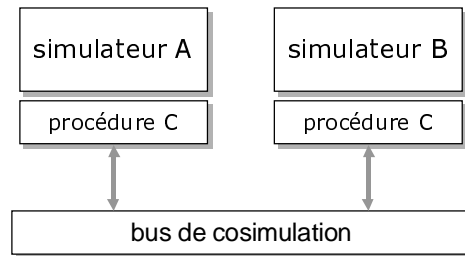 simulateur A
simulateur B
procédure C
procédure C
bus de cosimulation